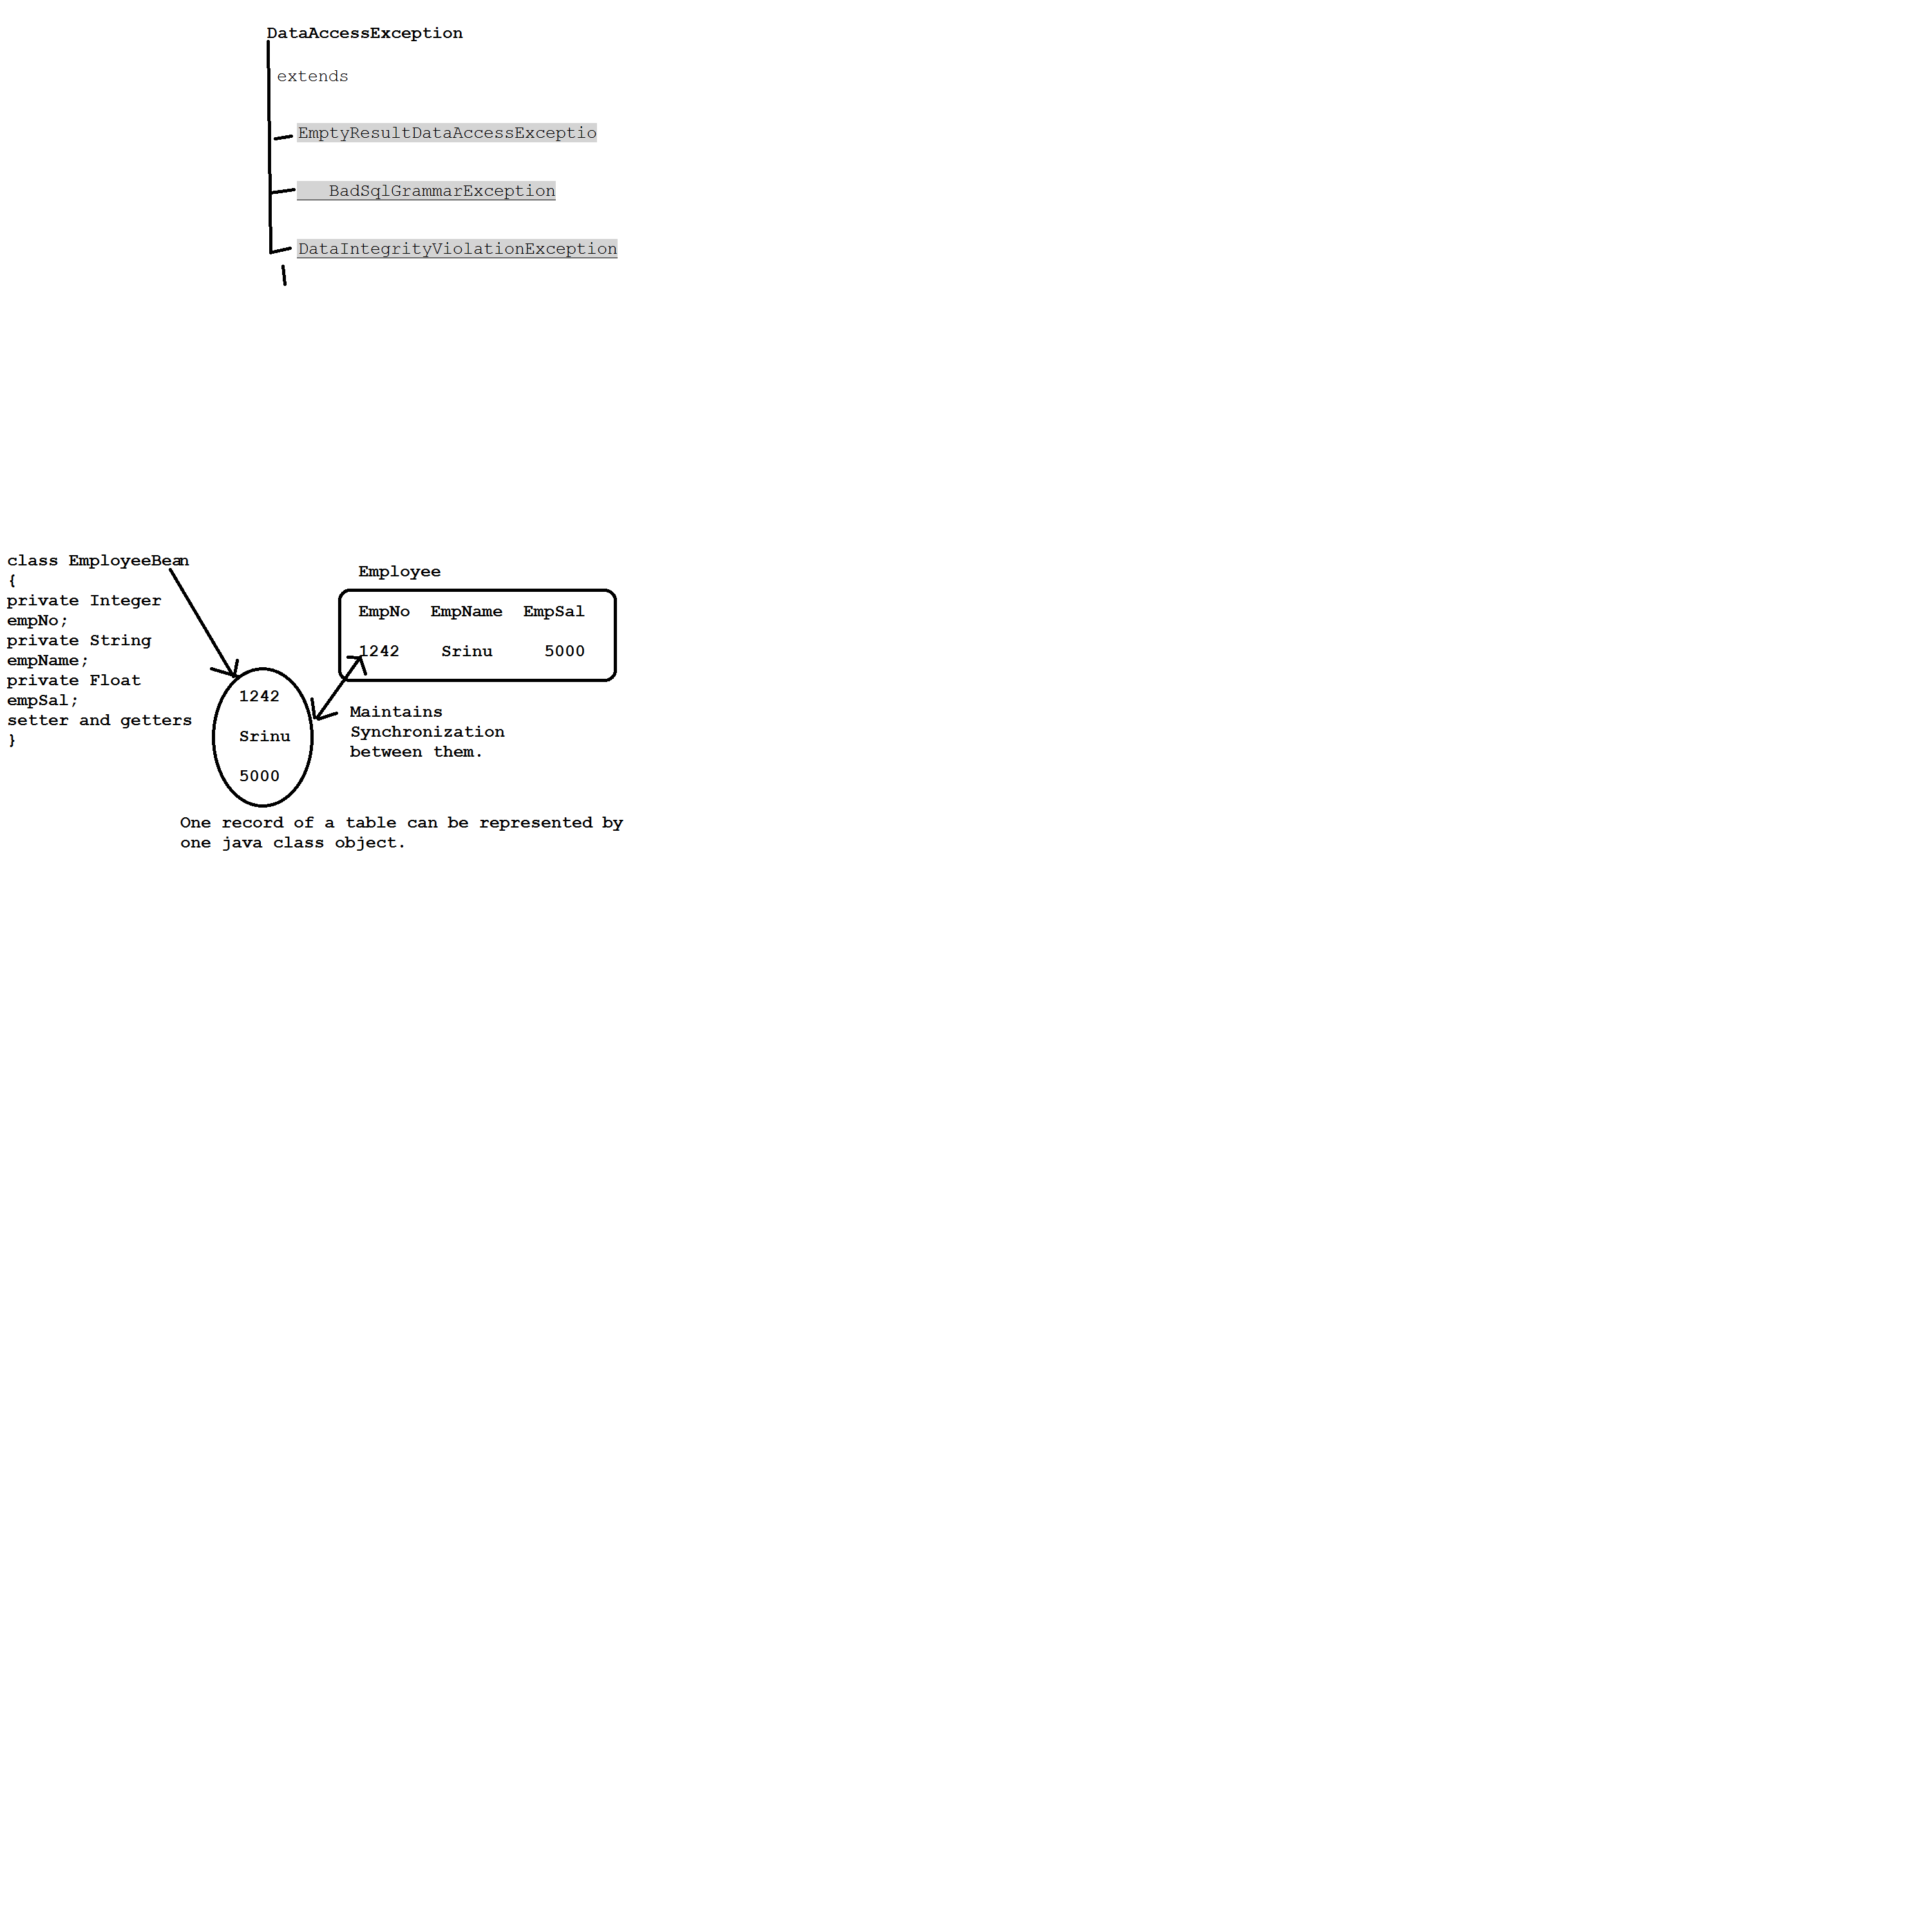 DataAccessException
extends
EmptyResultDataAccessExceptio
BadSqlGrammarException
DataIntegrityViolationException
class EmployeeBean
{
private Integer
empNo;
private String
empName;
private Float
empSal;
setter and getters
}
Employee
EmpNo EmpName EmpSal
1242 Srinu 5000
1242
Srinu
5000
Maintains
Synchronization
between them.
One record of a table can be represented by
one java class object.